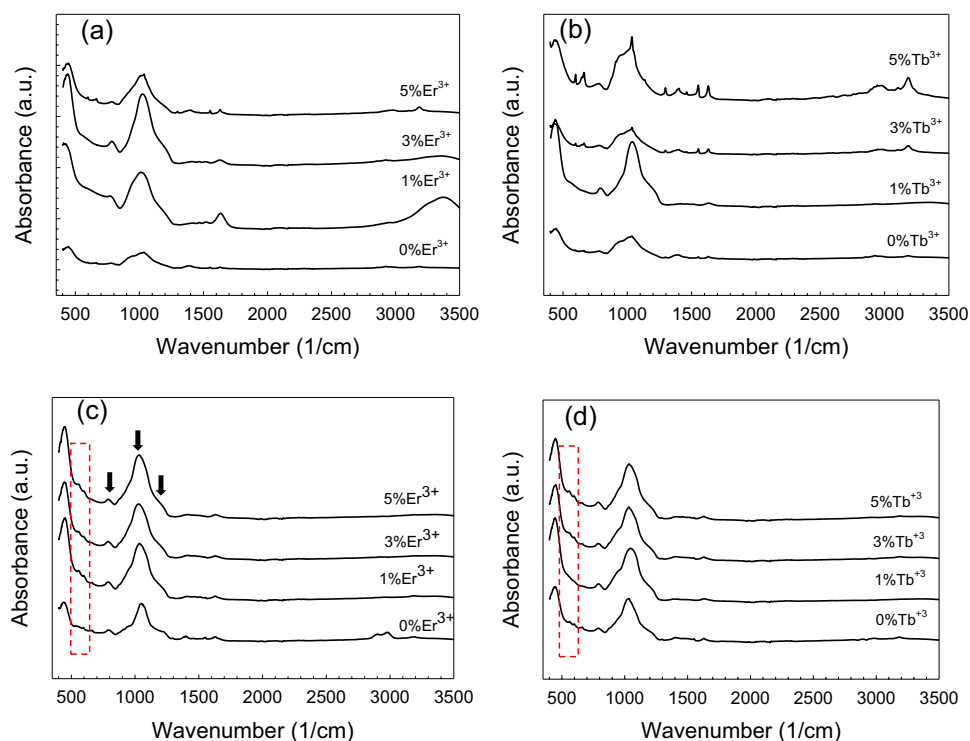 (a)
5%Er³⁺
3%Er³⁺
1%Er³⁺
0%Er³⁺
Absorbance (a.u.)
500 1000 1500 2000 2500 3000 3500
Wavenumber (1/cm)
(b)
5%Tb³⁺
3%Tb³⁺
1%Tb³⁺
0%Tb³⁺
Absorbance (a.u.)
500 1000 1500 2000 2500 3000 3500
Wavenumber (1/cm)
(c)
5%Er³⁺
3%Er³⁺
1%Er³⁺
0%Er³⁺
Absorbance (a.u.)
500 1000 1500 2000 2500 3000 3500
Wavenumber (1/cm)
(d)
5%Tb⁺³
3%Tb⁺³
1%Tb⁺³
0%Tb⁺³
Absorbance (a.u.)
500 1000 1500 2000 2500 3000 3500
Wavenumber (1/cm)